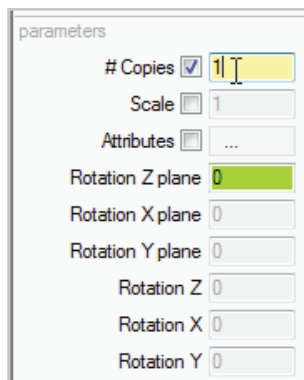 parameters
# Copies 1
Scale 1
Attributes ...
Rotation Z plane 0
Rotation X plane 0
Rotation Y plane 0
Rotation Z 0
Rotation X 0
Rotation Y 0